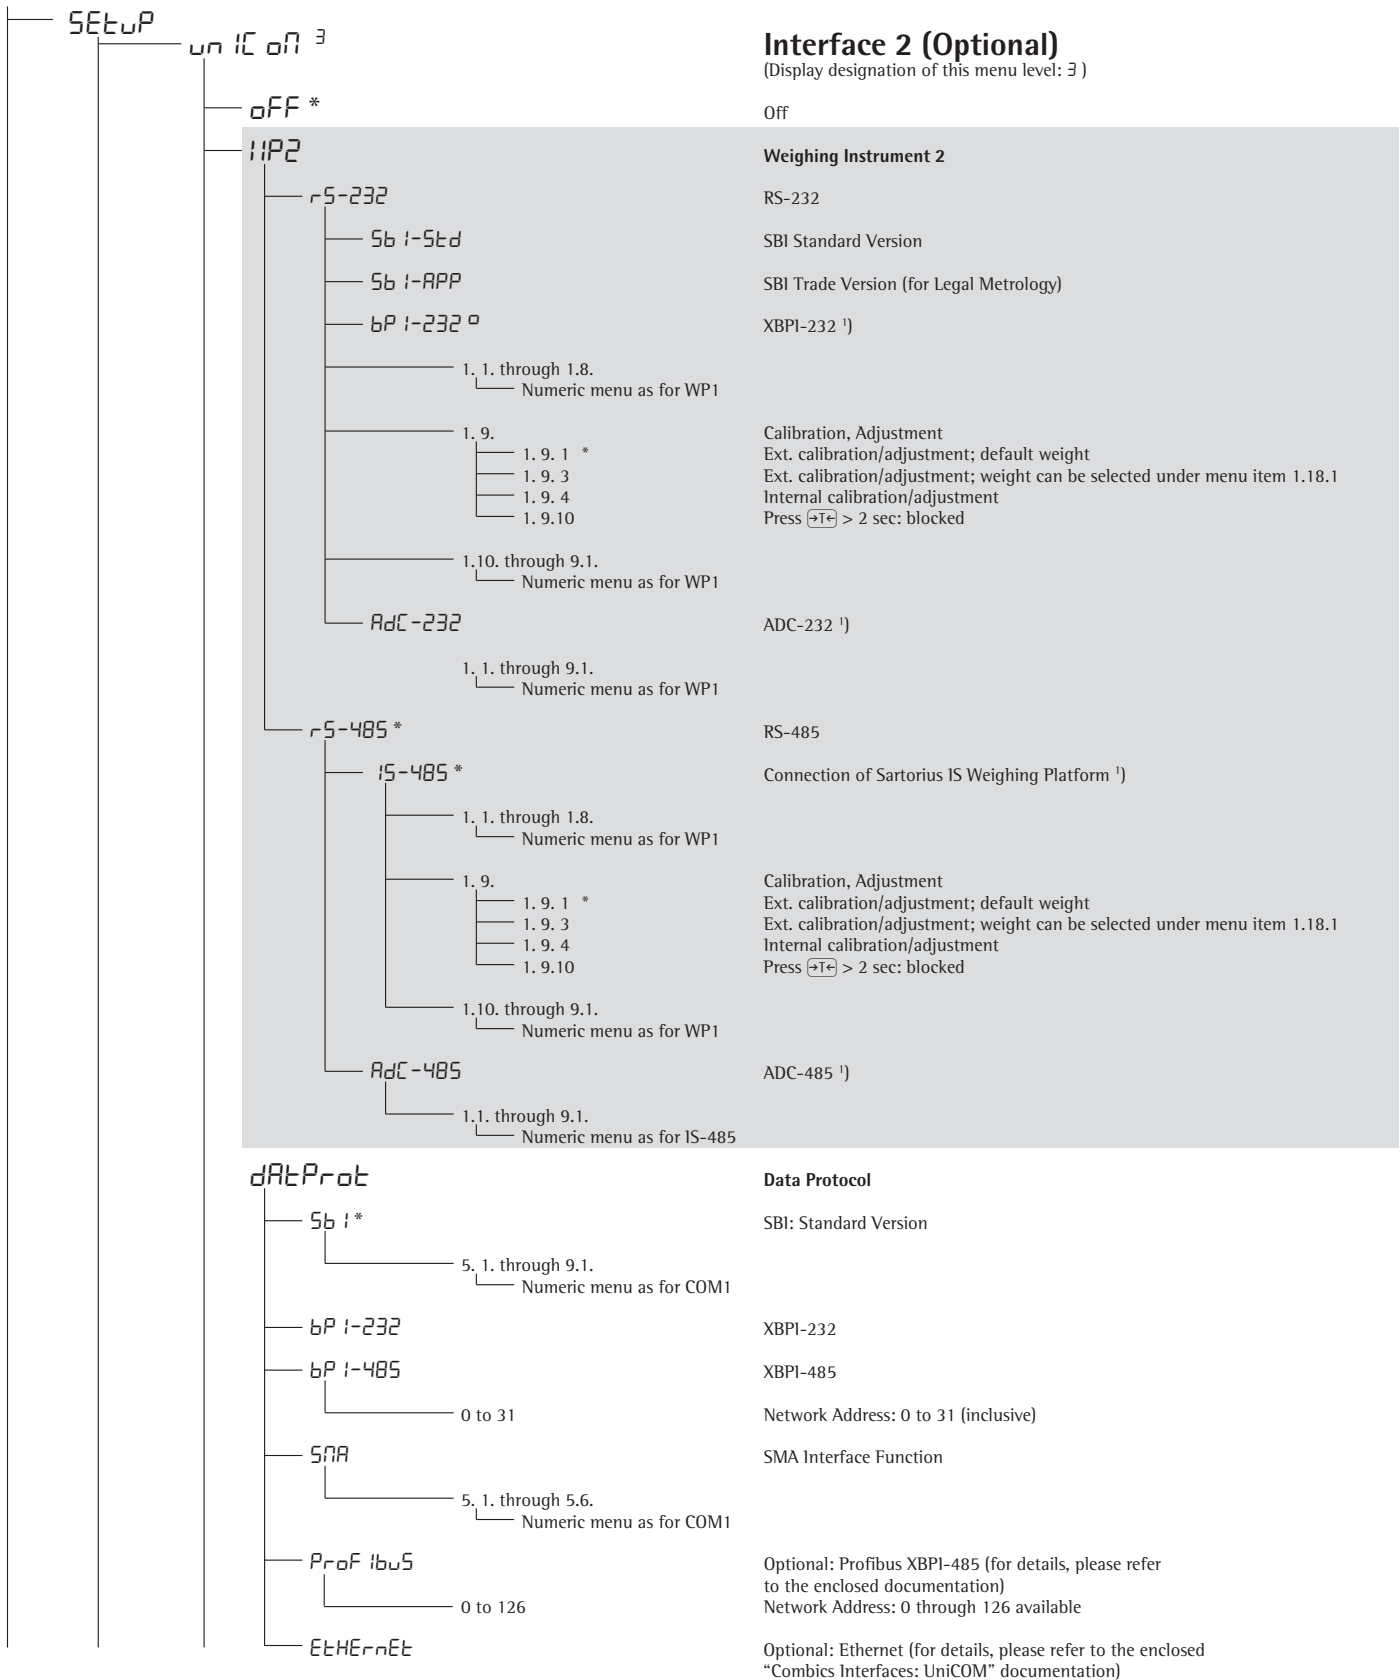 SEtuP
unICoM 3 Interface 2 (Optional)
(Display designation of this menu level: 3 )
oFF * Off
WP2 Weighing Instrument 2
rS-232 RS-232
Sb1-Std SBI Standard Version
Sb1-APP SBI Trade Version (for Legal Metrology)
bP1-232 o XBPI-232 1)
1. 1. through 1.8.
Numeric menu as for WP1
1. 9. Calibration, Adjustment
1. 9. 1 * Ext. calibration/adjustment; default weight
1. 9. 3 Ext. calibration/adjustment; weight can be selected under menu item 1.18.1
1. 9. 4 Internal calibration/adjustment
1. 9.10 Press →T← > 2 sec: blocked
1.10. through 9.1.
Numeric menu as for WP1
AdC-232 ADC-232 1)
1. 1. through 9.1.
Numeric menu as for WP1
rS-485 * RS-485
IS-485 * Connection of Sartorius IS Weighing Platform 1)
1. 1. through 1.8.
Numeric menu as for WP1
1. 9. Calibration, Adjustment
1. 9. 1 * Ext. calibration/adjustment; default weight
1. 9. 3 Ext. calibration/adjustment; weight can be selected under menu item 1.18.1
1. 9. 4 Internal calibration/adjustment
1. 9.10 Press →T← > 2 sec: blocked
1.10. through 9.1.
Numeric menu as for WP1
AdC-485 ADC-485 1)
1.1. through 9.1.
Numeric menu as for IS-485
dAtProt Data Protocol
Sb1 * SBI: Standard Version
5. 1. through 9.1.
Numeric menu as for COM1
bP1-232 XBPI-232
bP1-485 XBPI-485
0 to 31 Network Address: 0 to 31 (inclusive)
SMA SMA Interface Function
5. 1. through 5.6.
Numeric menu as for COM1
ProFIbuS Optional: Profibus XBPI-485 (for details, please refer
to the enclosed documentation)
0 to 126 Network Address: 0 through 126 available
EtHErnEt Optional: Ethernet (for details, please refer to the enclosed
"Combics Interfaces: UniCOM" documentation)